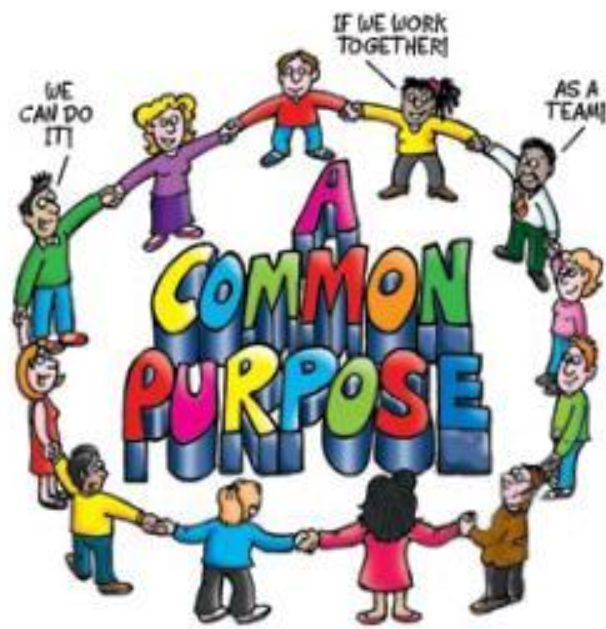 WE
CAN DO
IT!
IF WE WORK
TOGETHER!
AS A
TEAM!
A
COMMON
PURPOSE